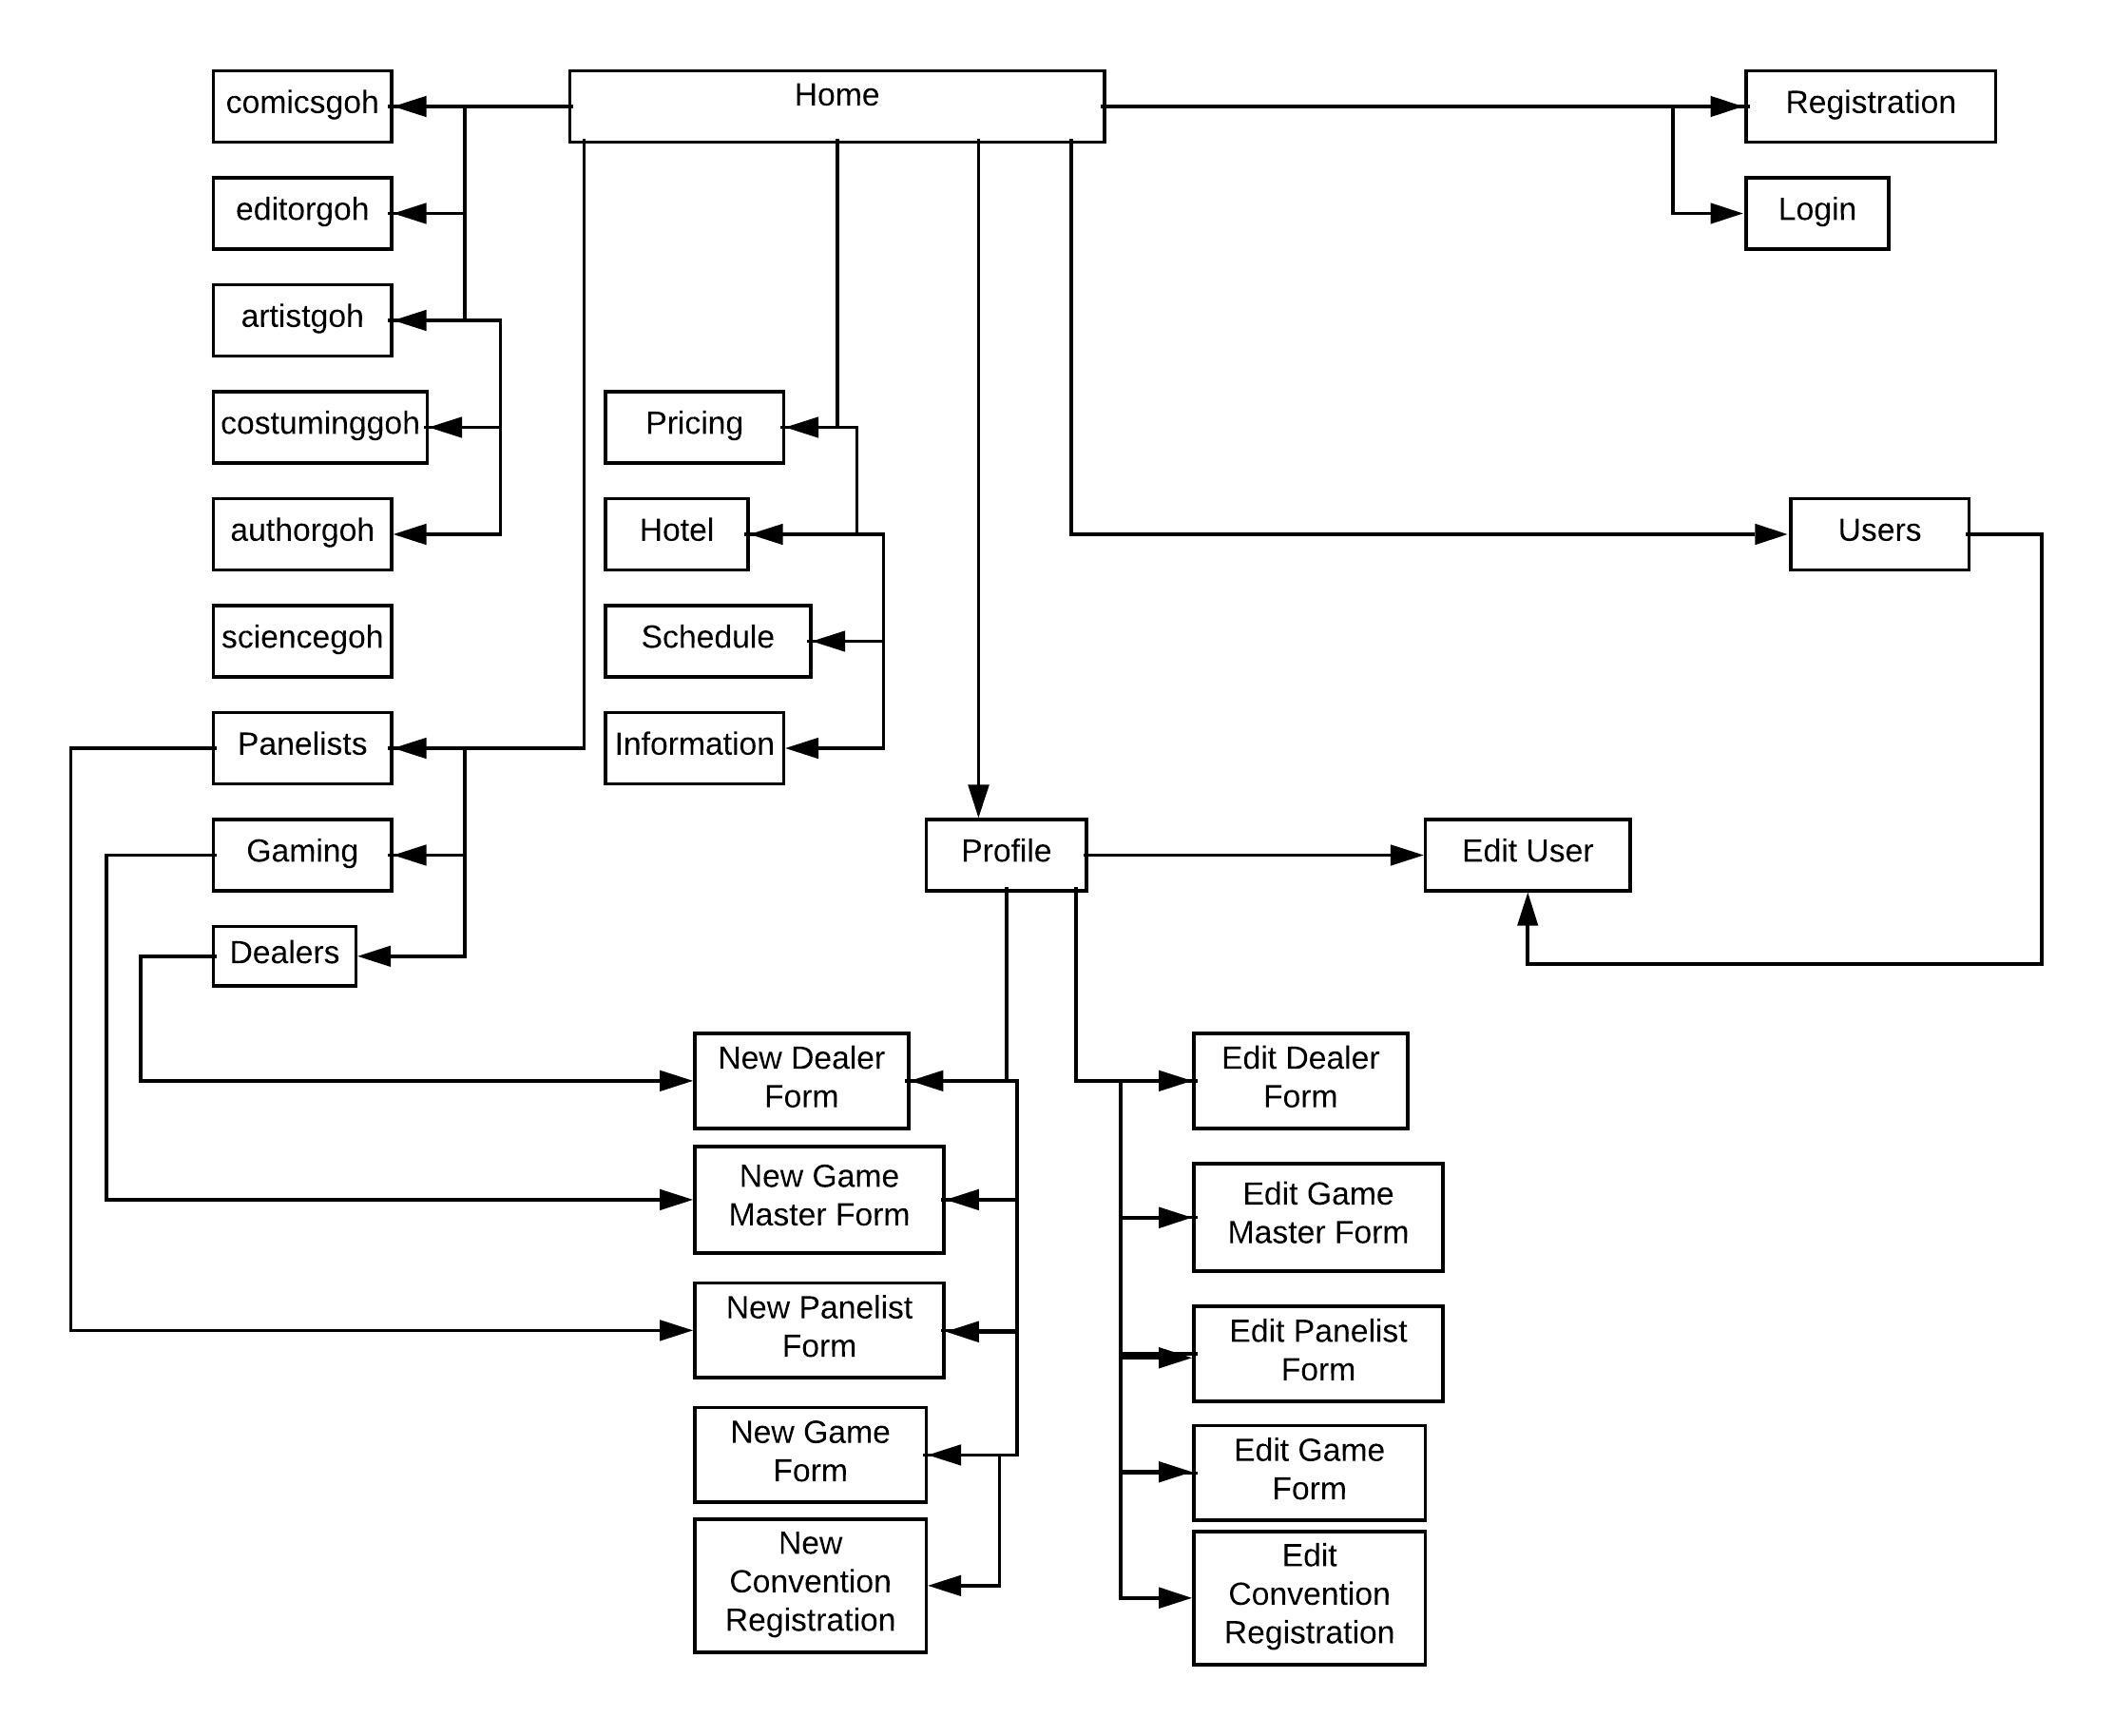 comicsgoh
Home
Registration
editorgoh
Login
artistgoh
costuminggoh
Pricing
authorgoh
Hotel
Users
sciencegoh
Schedule
Panelists
Information
Gaming
Profile
Edit User
Dealers
New Dealer
Form
Edit Dealer
Form
New Game
Master Form
Edit Game
Master Form
New Panelist
Form
Edit Panelist
Form
New Game
Form
Edit Game
Form
New
Convention
Registration
Edit
Convention
Registration